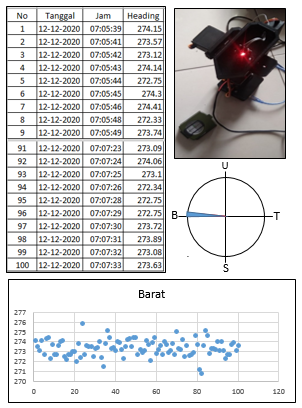 No Tanggal Jam Heading
1 12-12-2020 07:05:39 274.15
2 12-12-2020 07:05:41 273.57
3 12-12-2020 07:05:42 273.12
4 12-12-2020 07:05:43 274.14
5 12-12-2020 07:05:44 272.75
6 12-12-2020 07:05:45 274.3
7 12-12-2020 07:05:46 274.41
8 12-12-2020 07:05:48 272.33
9 12-12-2020 07:05:49 273.74
91 12-12-2020 07:07:23 273.09
92 12-12-2020 07:07:24 274.06
93 12-12-2020 07:07:25 273.1
94 12-12-2020 07:07:26 272.34
95 12-12-2020 07:07:28 272.75
96 12-12-2020 07:07:29 272.75
97 12-12-2020 07:07:30 273.72
98 12-12-2020 07:07:31 273.89
99 12-12-2020 07:07:32 273.08
100 12-12-2020 07:07:33 273.63
U
B T
S
Barat
277
276
275
274
273
272
271
270
0 20 40 60 80 100 120